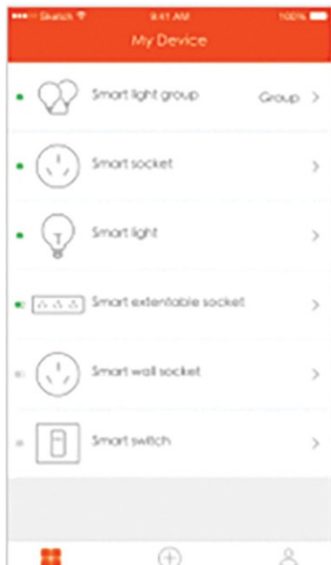 Sketch 9:41 AM 100%
My Device
Smart light group Group
Smart socket
Smart light
Smart extentable socket
Smart wall socket
Smart switch